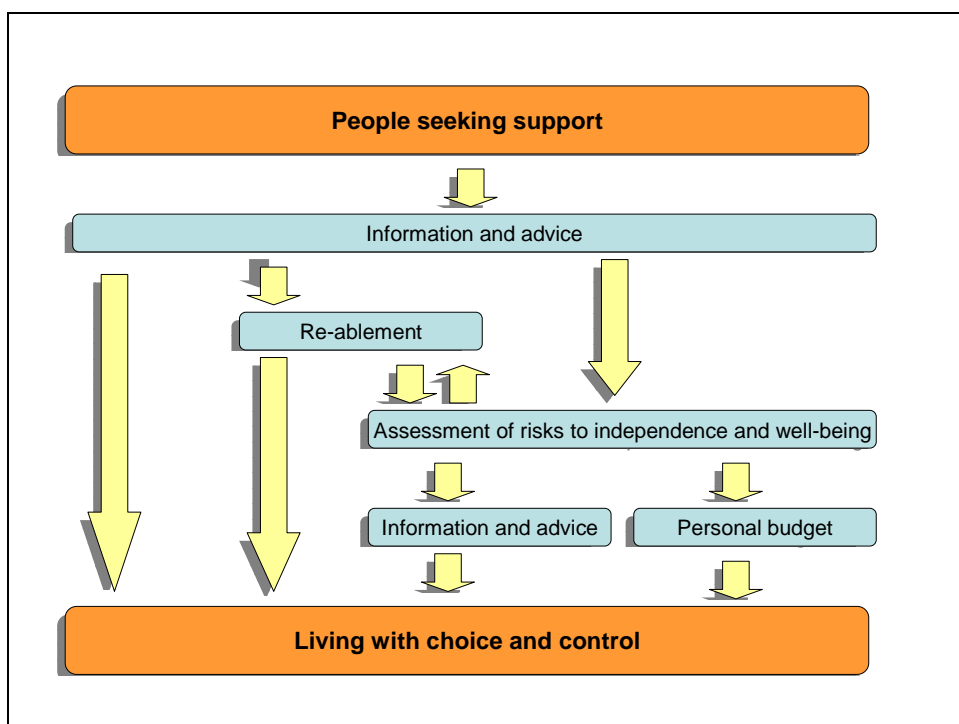 People seeking support
Information and advice
Re-ablement
Assessment of risks to independence and well-being
Information and advice
Personal budget
Living with choice and control